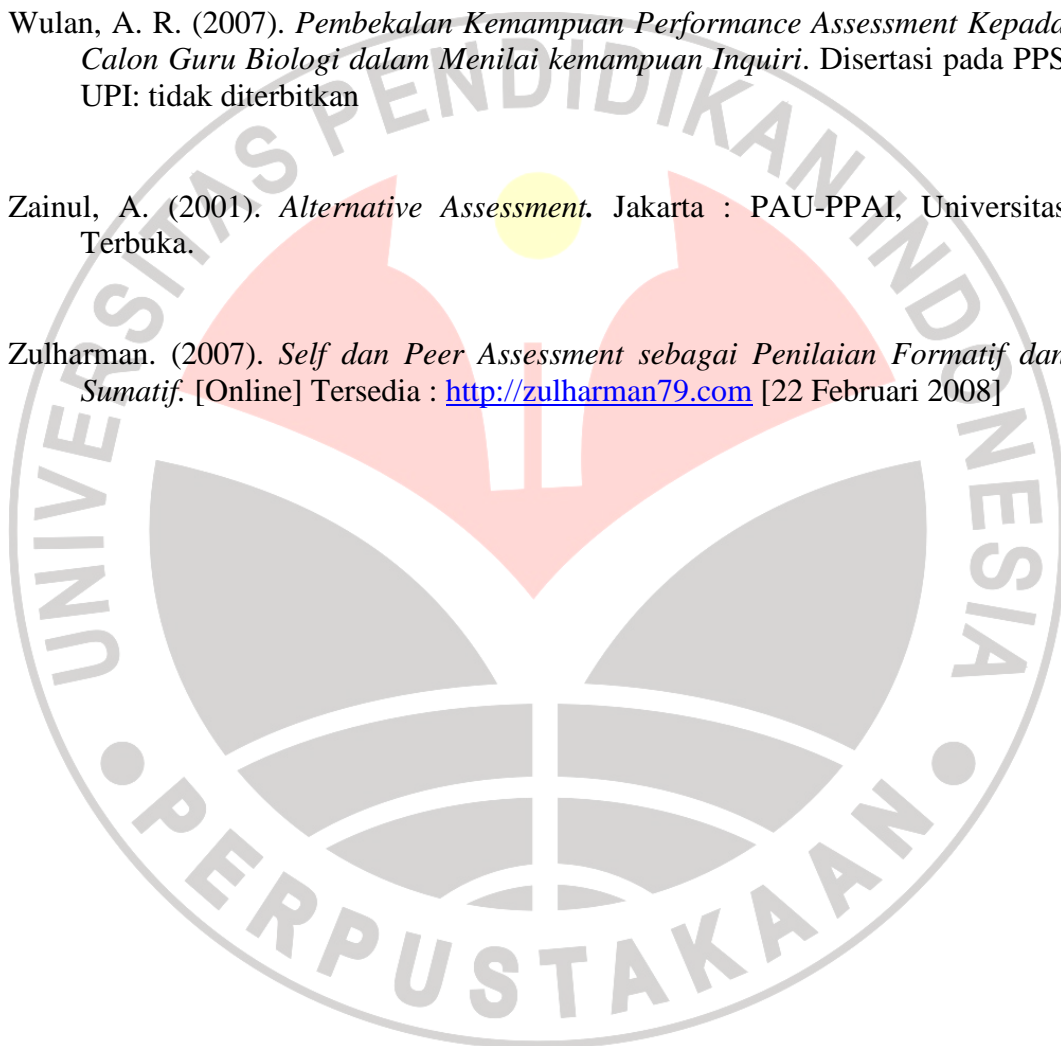 Wulan, A. R. (2007). Pembekalan Kemampuan Performance Assessment Kepada
Calon Guru Biologi dalam Menilai kemampuan Inquiri. Disertasi pada PPS
UPI: tidak diterbitkan
Zainul, A. (2001). Alternative Assessment. Jakarta : PAU-PPAI, Universitas
Terbuka.
Zulharman. (2007). Self dan Peer Assessment sebagai Penilaian Formatif dan
Sumatif. [Online] Tersedia : http://zulharman79.com [22 Februari 2008]
UNIVERSITAS PENDIDIKAN INDONESIA
PERPUSTAKAAN